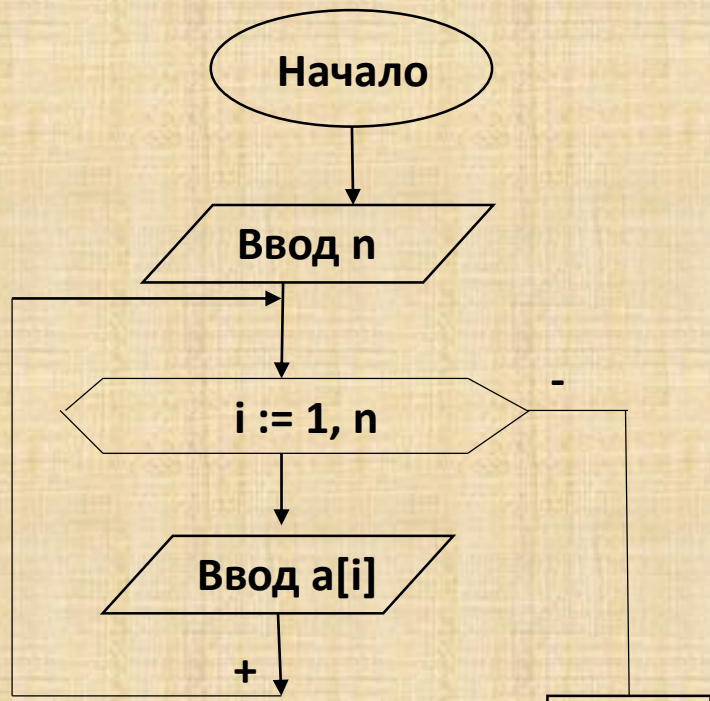 Начало
Ввод n
-
i := 1, n
Ввод a[i]
+